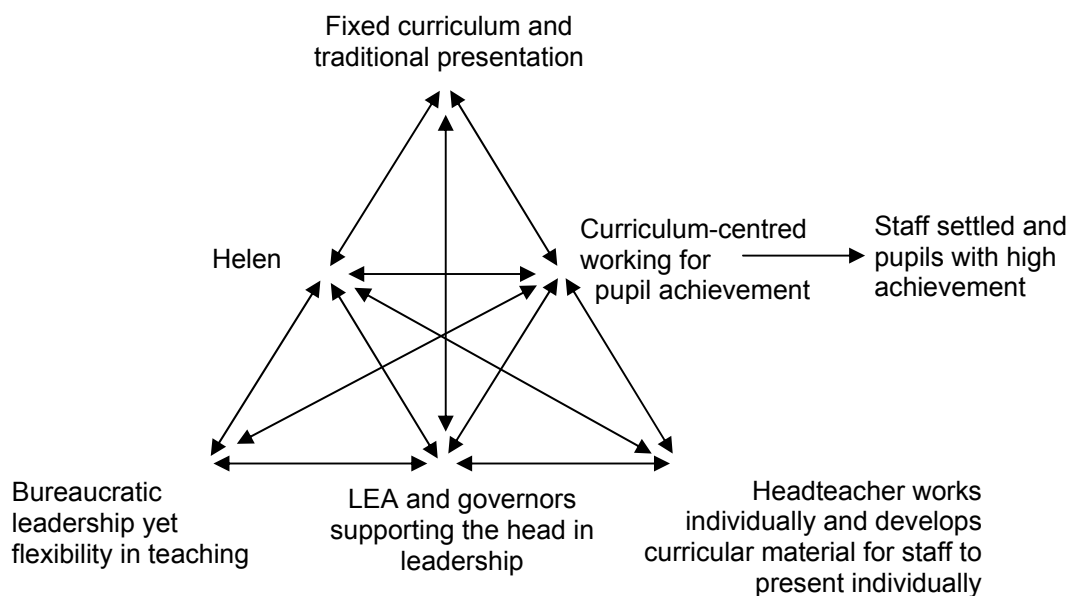 Fixed curriculum and
traditional presentation
Helen
Curriculum-centred
working for
pupil achievement
Staff settled and
pupils with high
achievement
Bureaucratic
leadership yet
flexibility in teaching
LEA and governors
supporting the head in
leadership
Headteacher works
individually and develops
curricular material for staff to
present individually